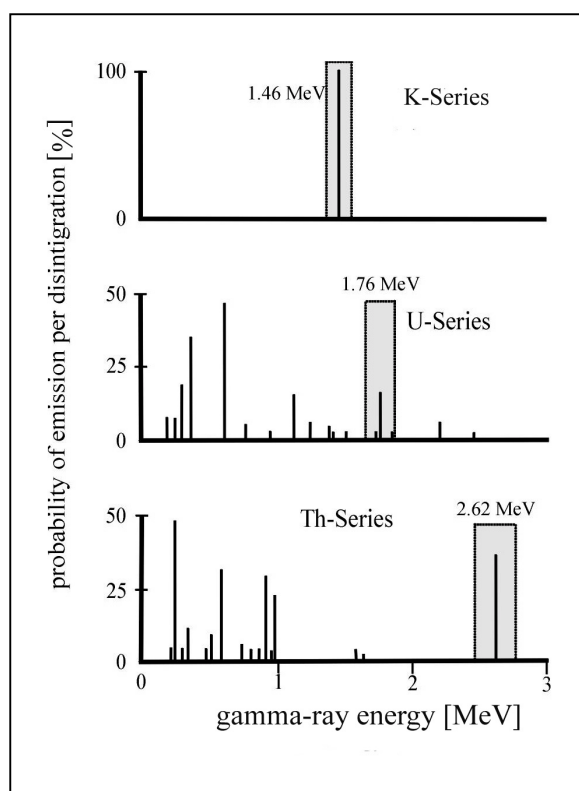 probability of emission per disintigration [%]
100
0
1.46 MeV
K-Series
50
25
0
1.76 MeV
U-Series
50
25
0
Th-Series
2.62 MeV
0 1 2 3
gamma-ray energy [MeV]